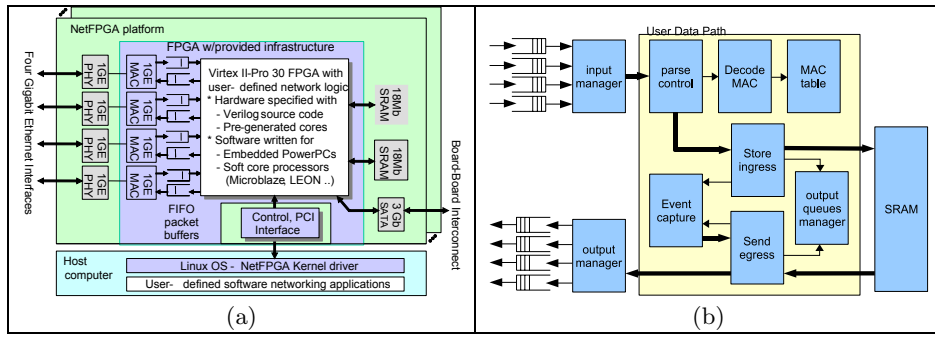 NetFPGA platform
FPGA w/provided infrastructure
Four Gigabit Ethernet Interfaces
1GE
PHY
1GE
MAC
1GE
PHY
1GE
MAC
1GE
PHY
1GE
MAC
1GE
PHY
1GE
MAC
Virtex II-Pro 30 FPGA with
user- defined network logic
* Hardware specified with
- Verilog source code
- Pre-generated cores
* Software written for
- Embedded PowerPCs
- Soft core processors
(Microblaze, LEON ..)
18Mb
SRAM
18Mb
SRAM
3 Gb
SATA
Board-Board Interconnect
FIFO
packet
buffers
Control, PCI
Interface
Host
computer
Linux OS - NetFPGA Kernel driver
User- defined software networking applications
(a)
User Data Path
input
manager
parse
control
Decode
MAC
MAC
table
Store
ingress
SRAM
Event
capture
output
queues
manager
Send
egress
output
manager
(b)